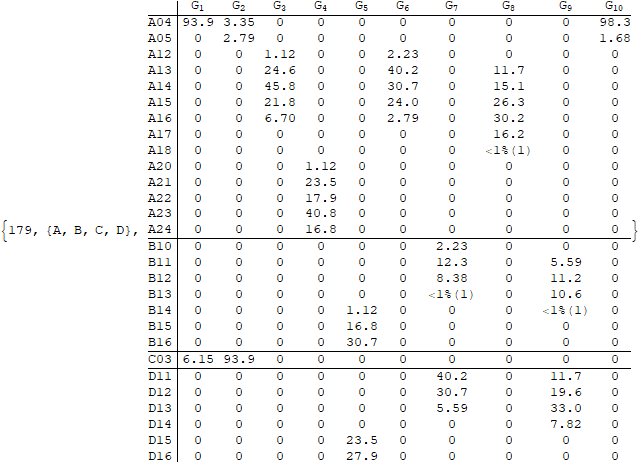 G₁ G₂ G₃ G₄ G₅ G₆ G₇ G₈ G₉ G₁₀
A04 93.9 3.35 0 0 0 0 0 0 0 98.3
A05 0 2.79 0 0 0 0 0 0 0 1.68
A12 0 0 1.12 0 0 2.23 0 0 0 0
A13 0 0 24.6 0 0 40.2 0 11.7 0 0
A14 0 0 45.8 0 0 30.7 0 15.1 0 0
A15 0 0 21.8 0 0 24.0 0 26.3 0 0
A16 0 0 6.70 0 0 2.79 0 30.2 0 0
A17 0 0 0 0 0 0 0 16.2 0 0
A18 0 0 0 0 0 0 0 <1%(1) 0 0
A20 0 0 0 1.12 0 0 0 0 0 0
A21 0 0 0 23.5 0 0 0 0 0 0
A22 0 0 0 17.9 0 0 0 0 0 0
A23 0 0 0 40.8 0 0 0 0 0 0
{179, {A, B, C, D}, A24 0 0 0 16.8 0 0 0 0 0 0 }
B10 0 0 0 0 0 0 2.23 0 0 0
B11 0 0 0 0 0 0 12.3 0 5.59 0
B12 0 0 0 0 0 0 8.38 0 11.2 0
B13 0 0 0 0 0 0 <1%(1) 0 10.6 0
B14 0 0 0 0 1.12 0 0 0 <1%(1) 0
B15 0 0 0 0 16.8 0 0 0 0 0
B16 0 0 0 0 30.7 0 0 0 0 0
C03 6.15 93.9 0 0 0 0 0 0 0 0
D11 0 0 0 0 0 0 40.2 0 11.7 0
D12 0 0 0 0 0 0 30.7 0 19.6 0
D13 0 0 0 0 0 0 5.59 0 33.0 0
D14 0 0 0 0 0 0 0 0 7.82 0
D15 0 0 0 0 23.5 0 0 0 0 0
D16 0 0 0 0 27.9 0 0 0 0 0